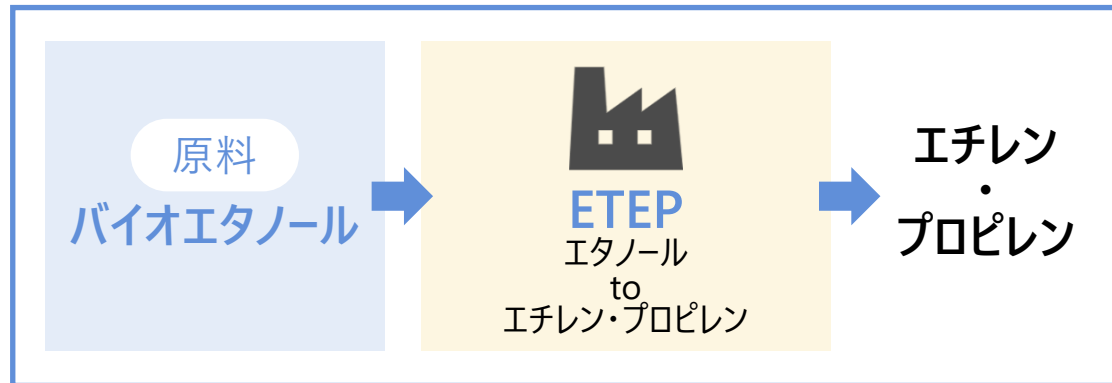 原料
バイオエタノール
ETEP
エタノール
to
エチレン・プロピレン
エチレン
・
プロピレン